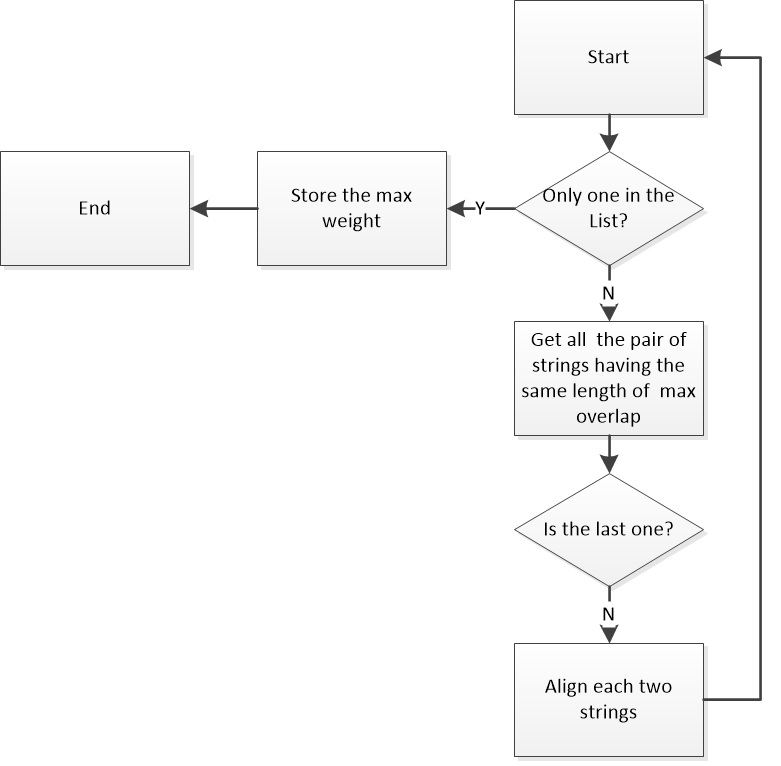 Start
Only one in the
List?
Y
Store the max
weight
End
N
Get all  the pair of
strings having the
same length of  max
overlap
Is the last one?
N
Align each two
strings